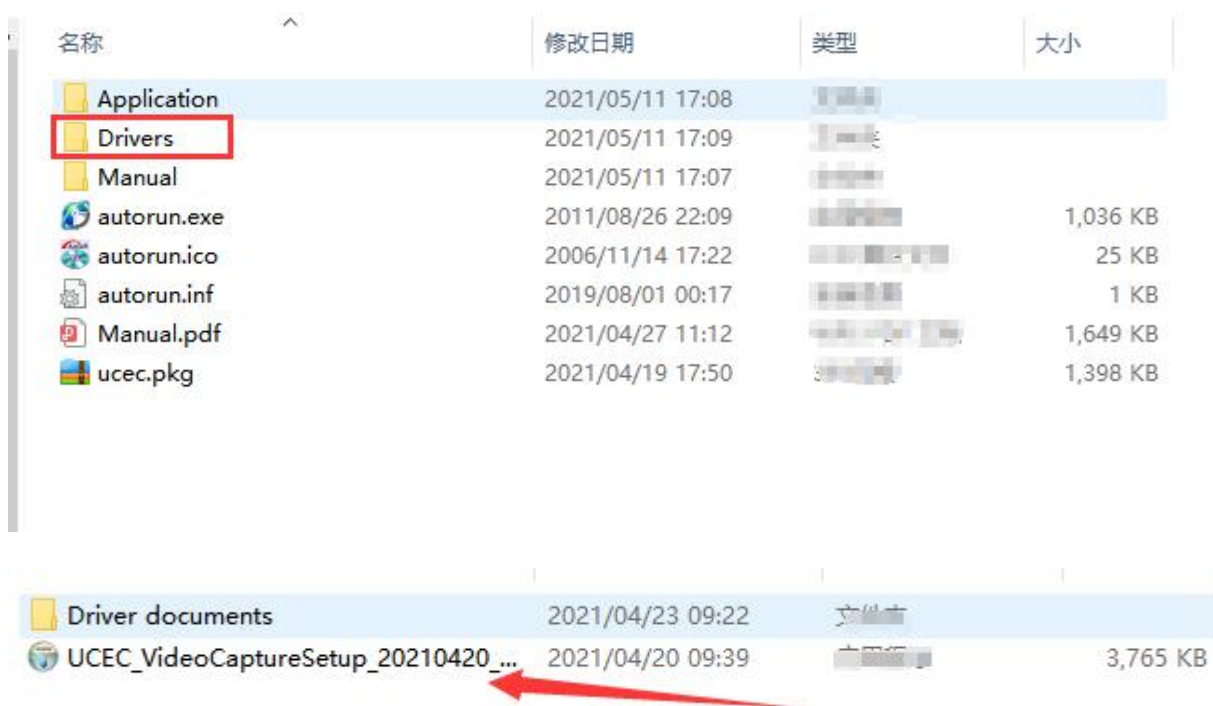 名称 修改日期 类型 大小
Application 2021/05/11 17:08
Drivers 2021/05/11 17:09
Manual 2021/05/11 17:07
autorun.exe 2011/08/26 22:09 1,036 KB
autorun.ico 2006/11/14 17:22 25 KB
autorun.inf 2019/08/01 00:17 1 KB
Manual.pdf 2021/04/27 11:12 1,649 KB
ucec.pkg 2021/04/19 17:50 1,398 KB
Driver documents 2021/04/23 09:22
UCEC_VideoCaptureSetup_20210420_... 2021/04/20 09:39 3,765 KB